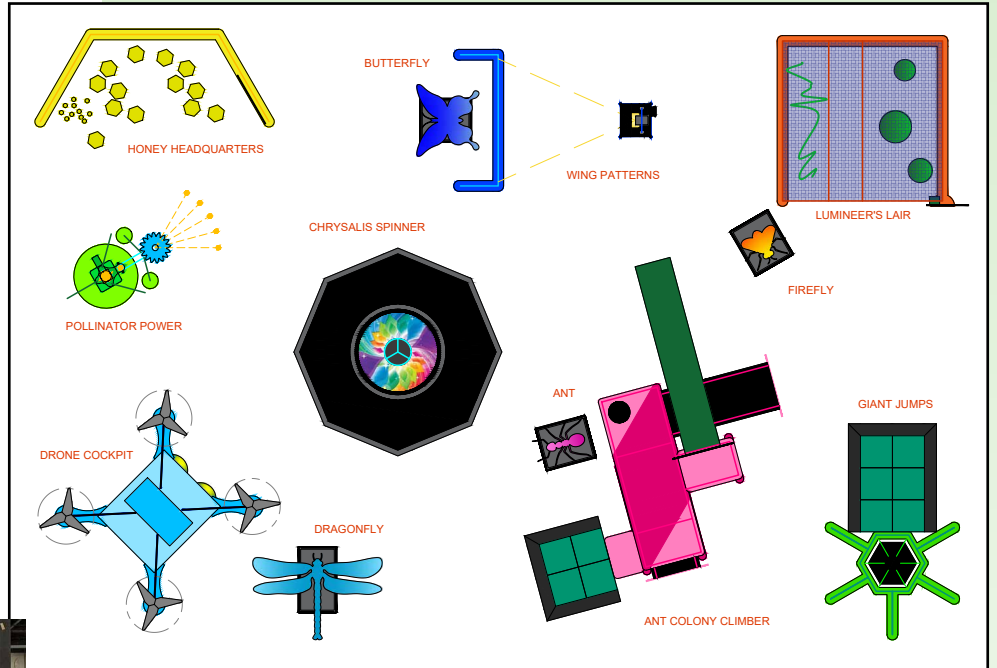 BUTTERFLY
HONEY HEADQUARTERS
WING PATTERNS
LUMINEER'S LAIR
CHRYSALIS SPINNER
FIREFLY
POLLINATOR POWER
ANT
GIANT JUMPS
DRONE COCKPIT
DRAGONFLY
ANT COLONY CLIMBER